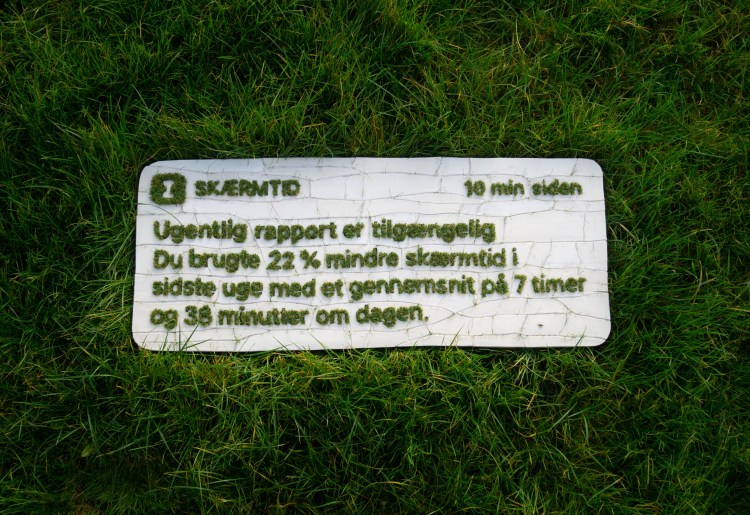 SKÆRMTID 10 min siden
Ugentlig rapport er tilgængelig
Du brugte 22 % mindre skærmtid i
sidste uge med et gennemsnit på 7 timer
og 38 minutter om dagen.